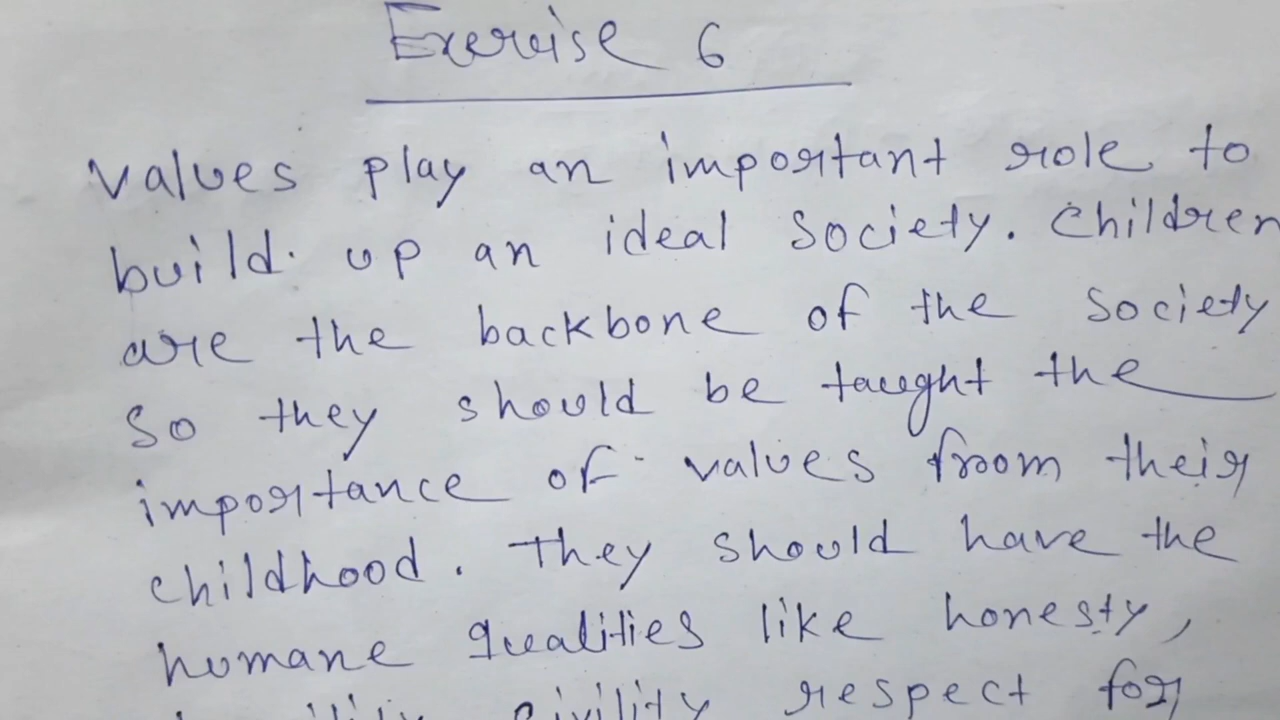 Exercise 6
Values play an important role to
build up an ideal society. Children
are the backbone of the society
So they should be taught the
importance of values from their
childhood. They should have the
humane qualities like honesty,
civility respect for